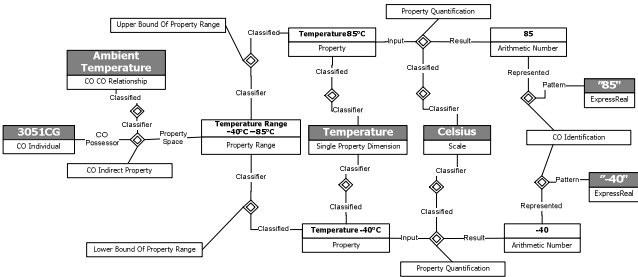 Property Quantification
Upper Bound Of Property Range
Classified
Temperature85°C
Property
Input
Result
85
Arithmetic Number
Ambient
Temperature
CO CO Relationship
Represented
Pattern
"85"
ExpressReal
Classified
Classified
Classified
Classifier
Classifier
Classifier
Classifier
3051CG
CO Individual
CO
Possessor
Property
Space
Temperature Range
-40°C –85°C
Property Range
Temperature
Single Property Dimension
Celsius
Scale
CO Identification
CO Indirect Property
Classifier
Classifier
Classifier
Pattern
"-40"
ExpressReal
Classified
Classified
Represented
Lower Bound Of Property Range
Classified
Temperature -40°C
Property
Input
Result
-40
Arithmetic Number
Property Quantification